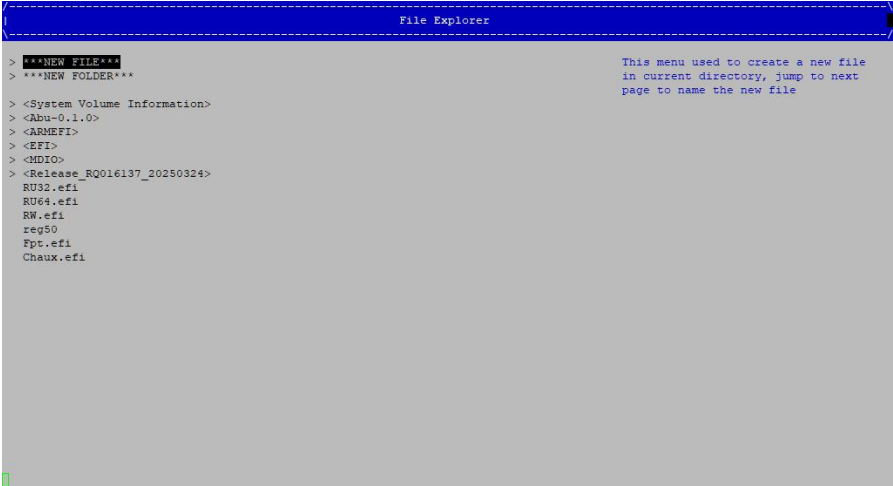 /------------------------------------------------------------------------------------------------------------------------------\
| File Explorer
\------------------------------------------------------------------------------------------------------------------------------/
> ***NEW FILE***
> ***NEW FOLDER***
> <System Volume Information>
> <Abu-0.1.0>
> <ARMEFI>
> <EFI>
> <MDIO>
> <Release_RQ016137_20250324>
RU32.efi
RU64.efi
RW.efi
reg50
Fpt.efi
Chaux.efi
This menu used to create a new file
in current directory, jump to next
page to name the new file